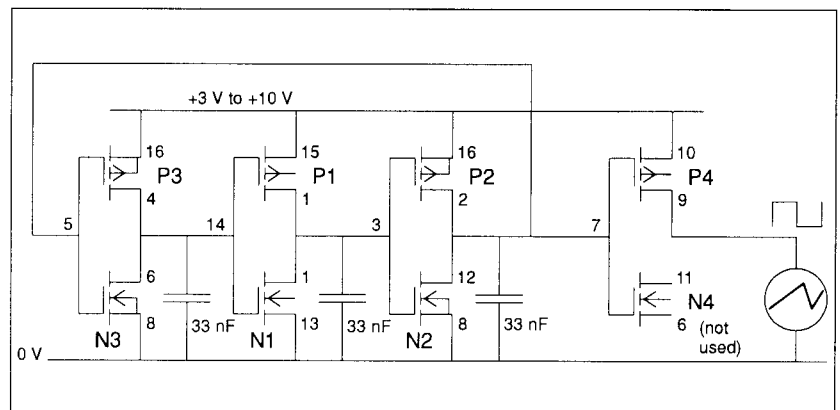 +3 V to +10 V
16
P3
4
15
P1
1
16
P2
2
10
P4
9
5
14
3
7
6
N3
8
33 nF
1
N1
13
33 nF
12
N2
8
33 nF
11
N4
6
(not
used)
0 V